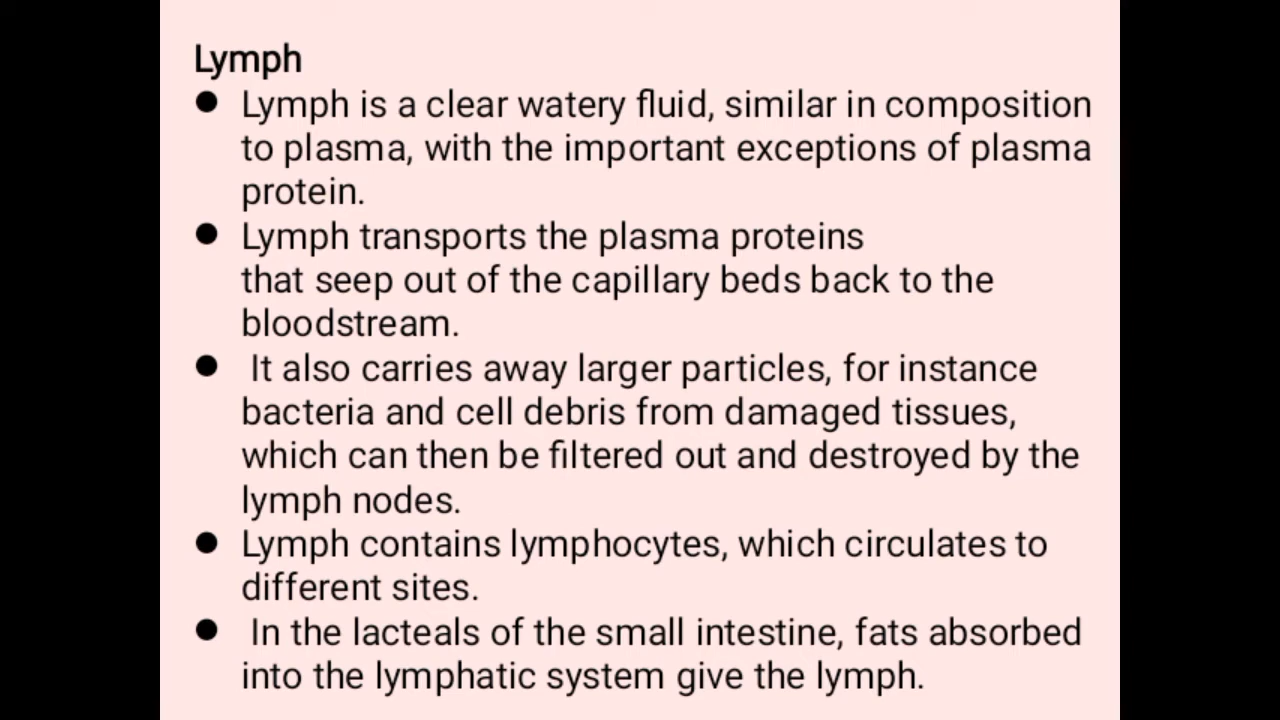 Lymph
● Lymph is a clear watery fluid, similar in composition
to plasma, with the important exceptions of plasma
protein.
● Lymph transports the plasma proteins
that seep out of the capillary beds back to the
bloodstream.
● It also carries away larger particles, for instance
bacteria and cell debris from damaged tissues,
which can then be filtered out and destroyed by the
lymph nodes.
● Lymph contains lymphocytes, which circulates to
different sites.
● In the lacteals of the small intestine, fats absorbed
into the lymphatic system give the lymph.